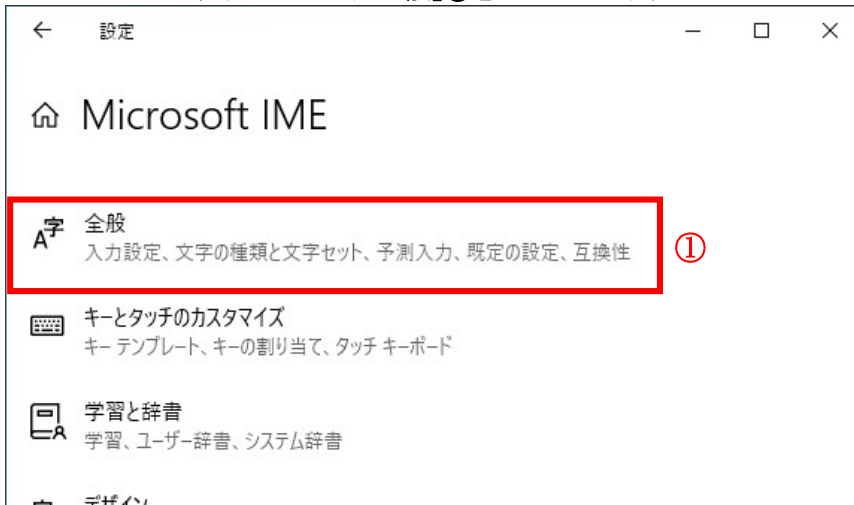 設定
Microsoft IME
全般
入力設定、文字の種類と文字セット、予測入力、既定の設定、互換性
①
キーとタッチのカスタマイズ
キー テンプレート、キーの割り当て、タッチ キーボード
学習と辞書
学習、ユーザー辞書、システム辞書
デザイン